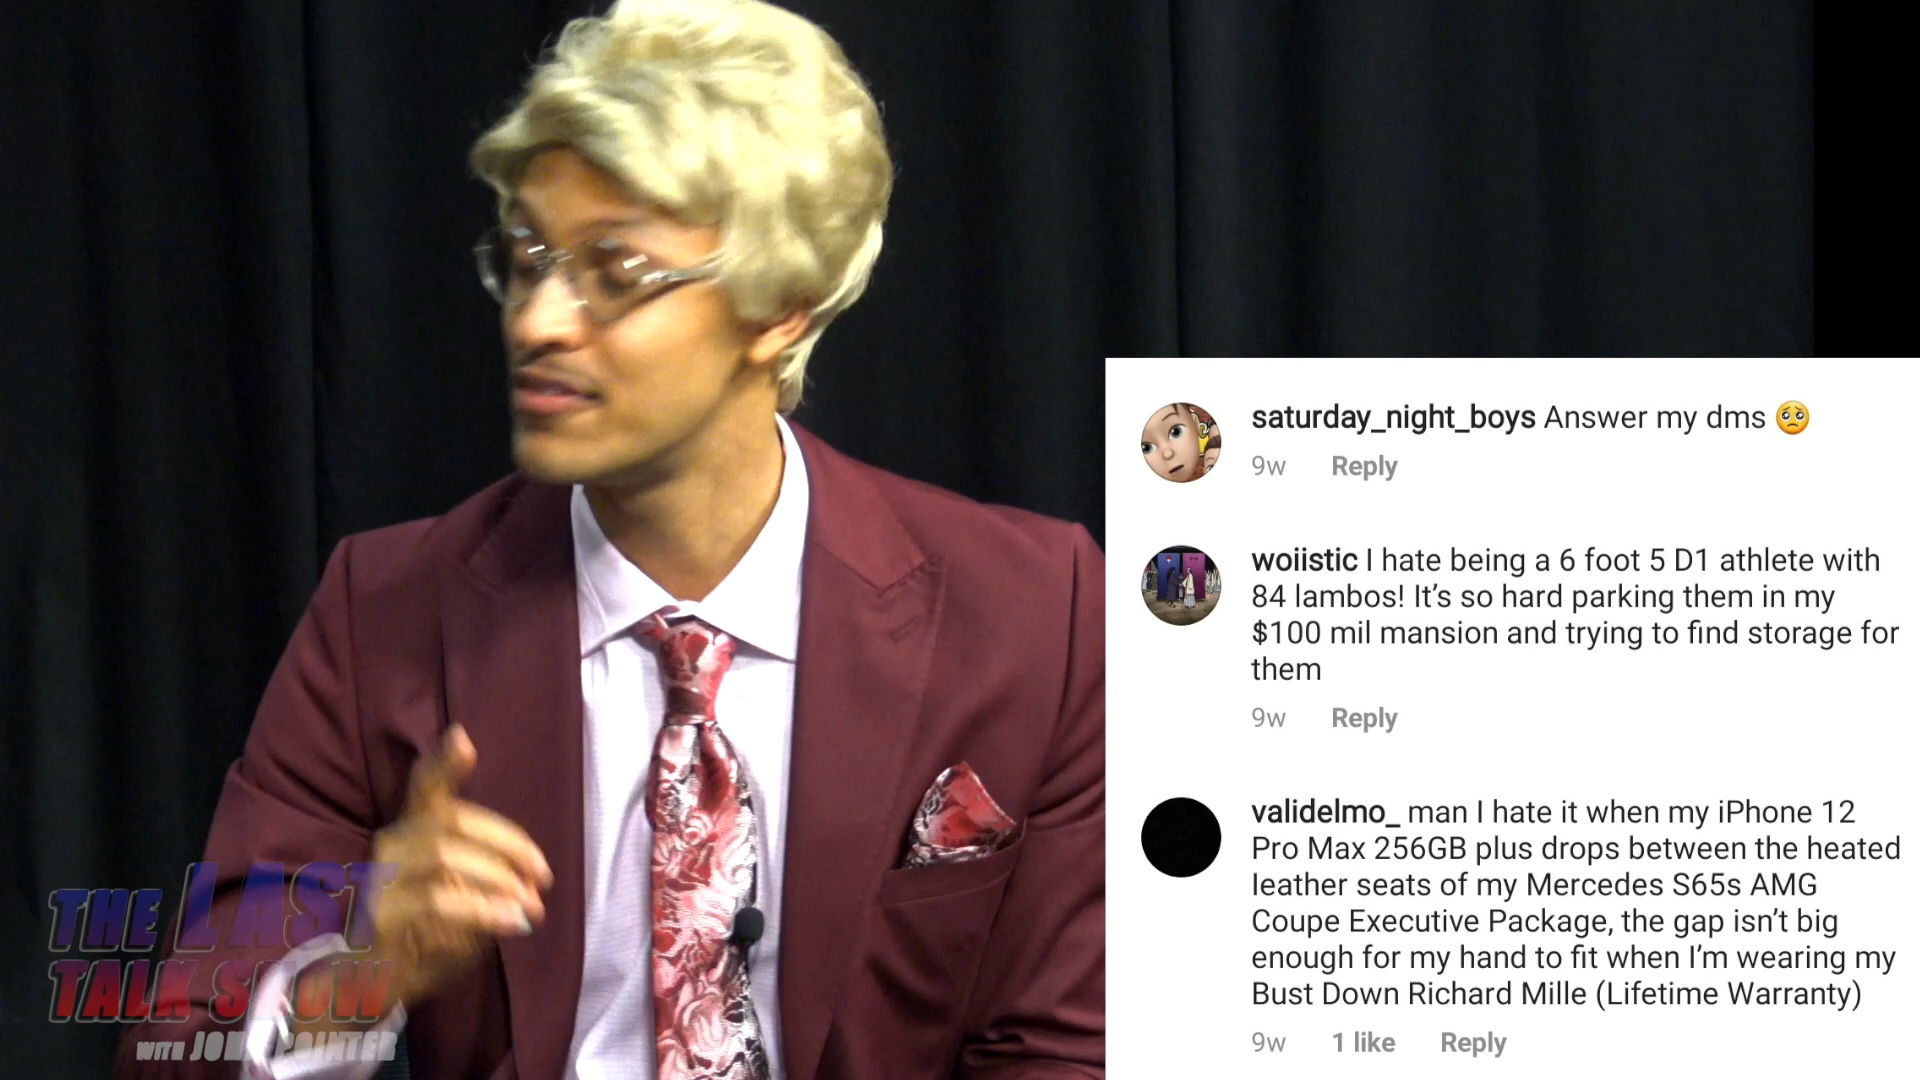 saturday_night_boys Answer my dms 🥺
9w Reply
woiistic I hate being a 6 foot 5 D1 athlete with
84 lambos! It's so hard parking them in my
$100 mil mansion and trying to find storage for
them
9w Reply
validelmo_ man I hate it when my iPhone 12
Pro Max 256GB plus drops between the heated
leather seats of my Mercedes S65s AMG
Coupe Executive Package, the gap isn't big
enough for my hand to fit when I'm wearing my
Bust Down Richard Mille (Lifetime Warranty)
9w 1 like Reply
THE LAST
TALK SHOW
WITH JOHN POINTER